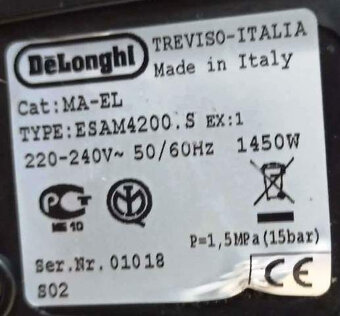 DeLonghi
TREVISO-ITALIA
Made in Italy
Cat:MA-EL
TYPE:ESAM4200.S EX:1
220-240V~ 50/60Hz 1450W
P=1,5MPa(15bar)
Ser.Nr. 01018
S02
CE